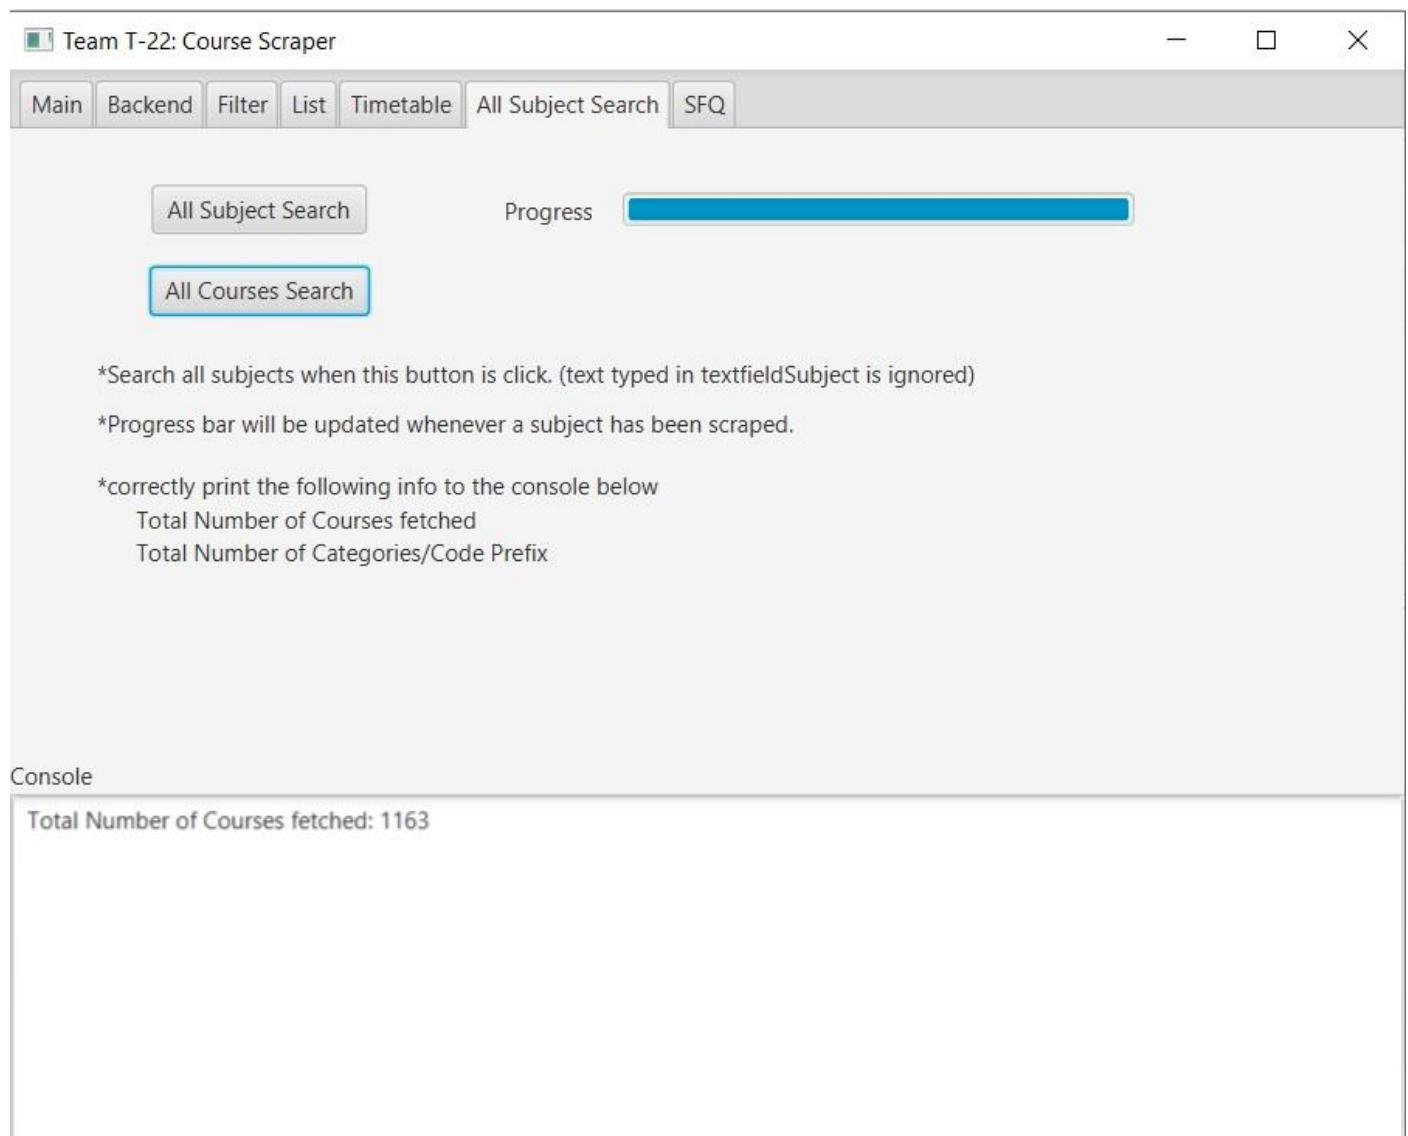 Team T-22: Course Scraper
Main Backend Filter List Timetable All Subject Search SFQ
All Subject Search Progress
All Courses Search
*Search all subjects when this button is click. (text typed in textfieldSubject is ignored)
*Progress bar will be updated whenever a subject has been scraped.
*correctly print the following info to the console below
Total Number of Courses fetched
Total Number of Categories/Code Prefix
Console
Total Number of Courses fetched: 1163